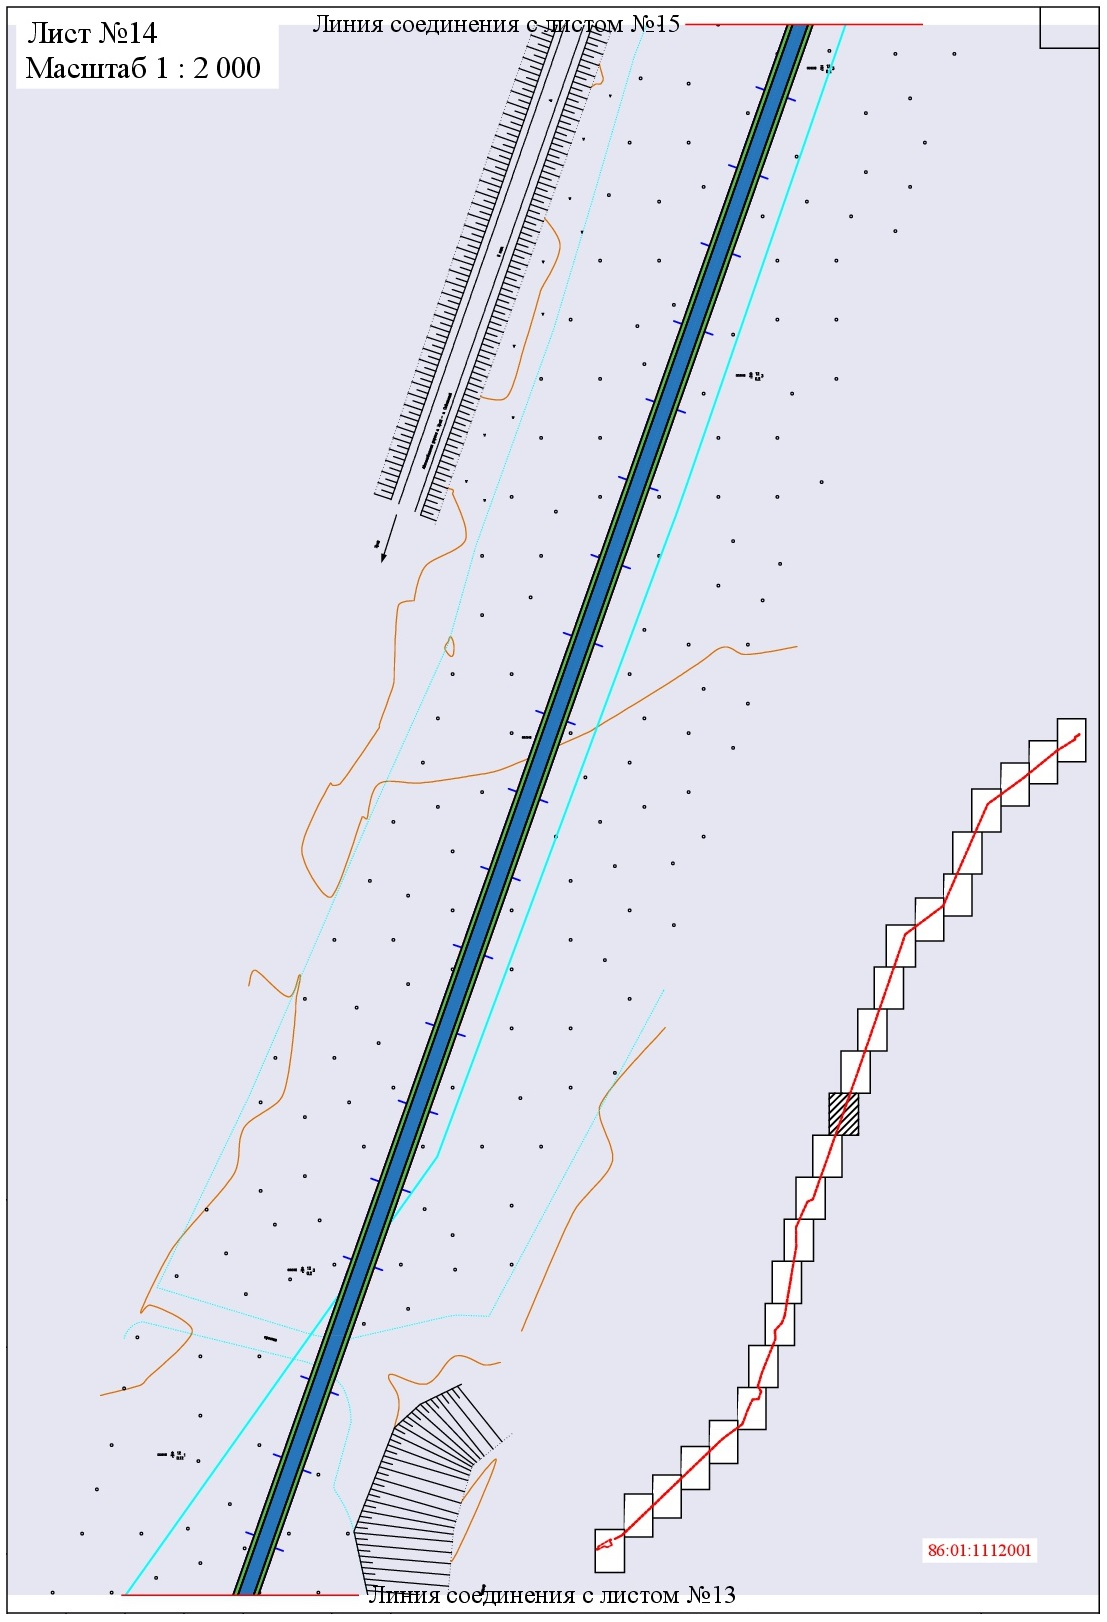 Линия соединения с листом №15
Лист №14
Масштаб 1 : 2 000
86:01:1112001
Линия соединения с листом №13